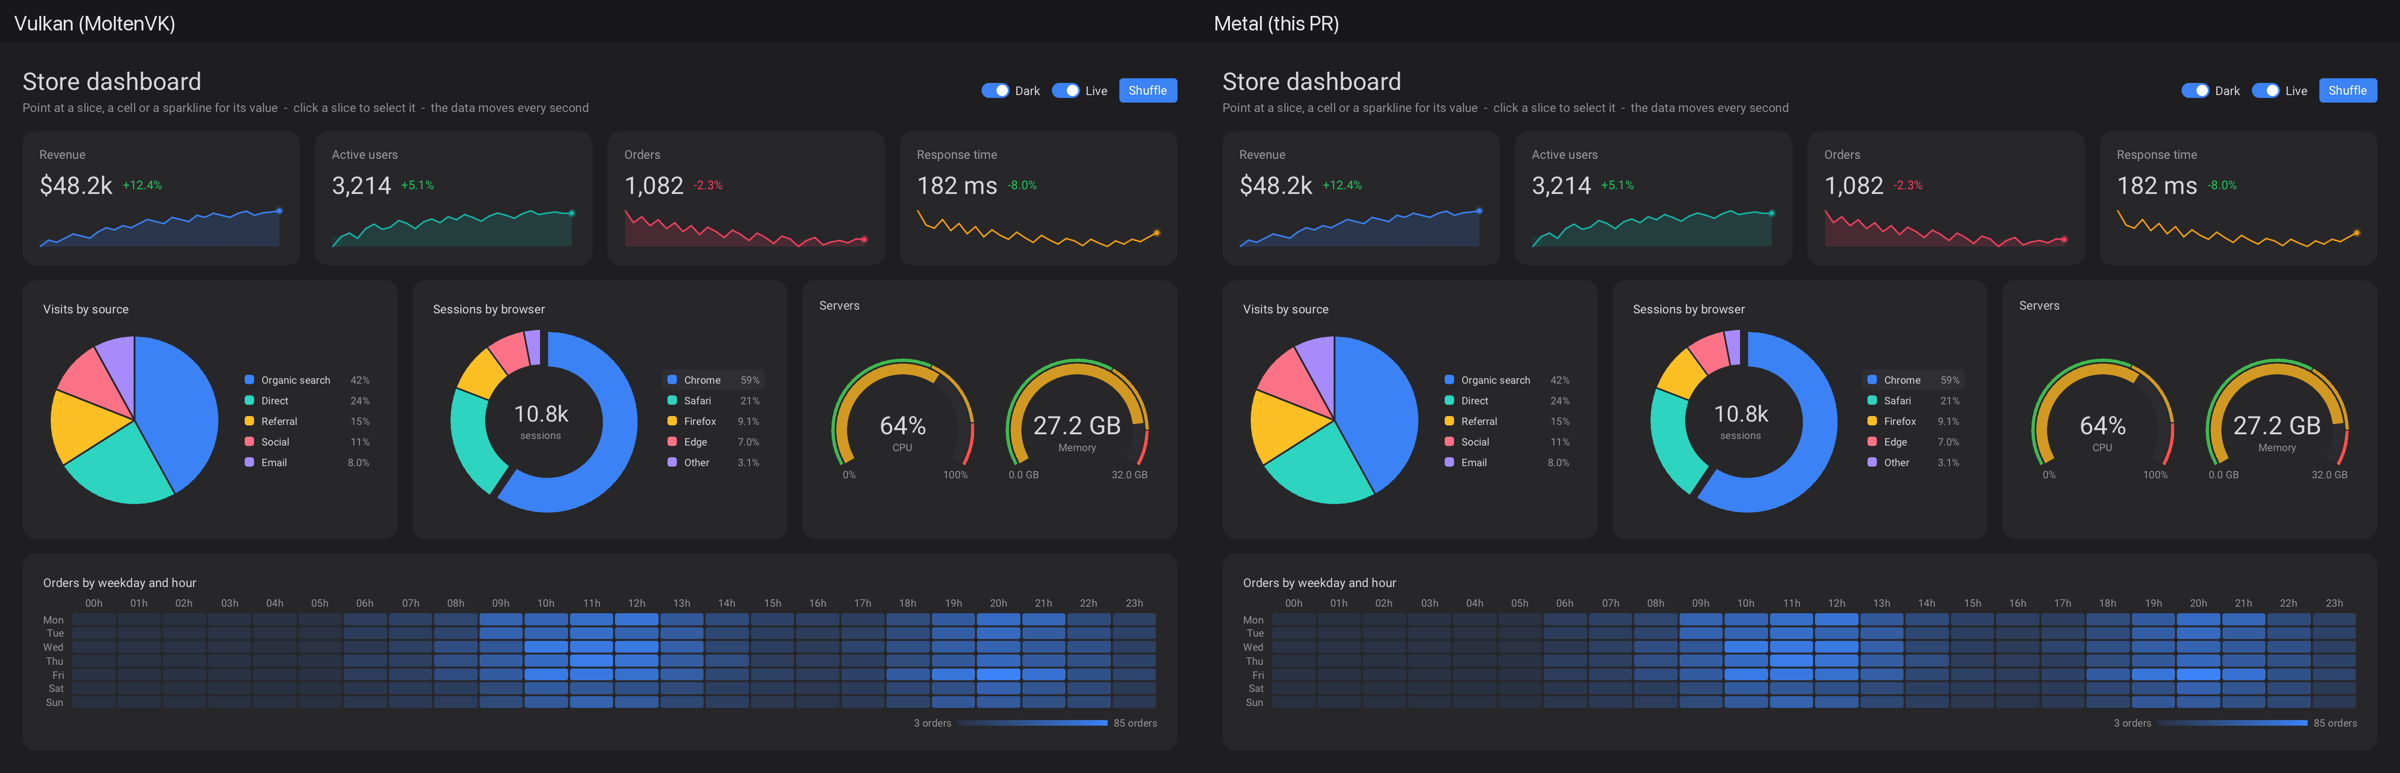 Vulkan (MoltenVK)
Store dashboard
Point at a slice, a cell or a sparkline for its value - click a slice to select it - the data moves every second
Dark Live Shuffle
Revenue
$48.2k +12.4%
Active users
3,214 +5.1%
Orders
1,082 -2.3%
Response time
182 ms -8.0%
Visits by source
Organic search 42%
Direct 24%
Referral 15%
Social 11%
Email 8.0%
Sessions by browser
10.8k
sessions
Chrome 59%
Safari 21%
Firefox 9.1%
Edge 7.0%
Other 3.1%
Servers
64%
CPU
0% 100%
27.2 GB
Memory
0.0 GB 32.0 GB
Orders by weekday and hour
00h 01h 02h 03h 04h 05h 06h 07h 08h 09h 10h 11h 12h 13h 14h 15h 16h 17h 18h 19h 20h 21h 22h 23h
Mon
Tue
Wed
Thu
Fri
Sat
Sun
3 orders 85 orders
Metal (this PR)
Store dashboard
Point at a slice, a cell or a sparkline for its value - click a slice to select it - the data moves every second
Dark Live Shuffle
Revenue
$48.2k +12.4%
Active users
3,214 +5.1%
Orders
1,082 -2.3%
Response time
182 ms -8.0%
Visits by source
Organic search 42%
Direct 24%
Referral 15%
Social 11%
Email 8.0%
Sessions by browser
10.8k
sessions
Chrome 59%
Safari 21%
Firefox 9.1%
Edge 7.0%
Other 3.1%
Servers
64%
CPU
0% 100%
27.2 GB
Memory
0.0 GB 32.0 GB
Orders by weekday and hour
00h 01h 02h 03h 04h 05h 06h 07h 08h 09h 10h 11h 12h 13h 14h 15h 16h 17h 18h 19h 20h 21h 22h 23h
Mon
Tue
Wed
Thu
Fri
Sat
Sun
3 orders 85 orders